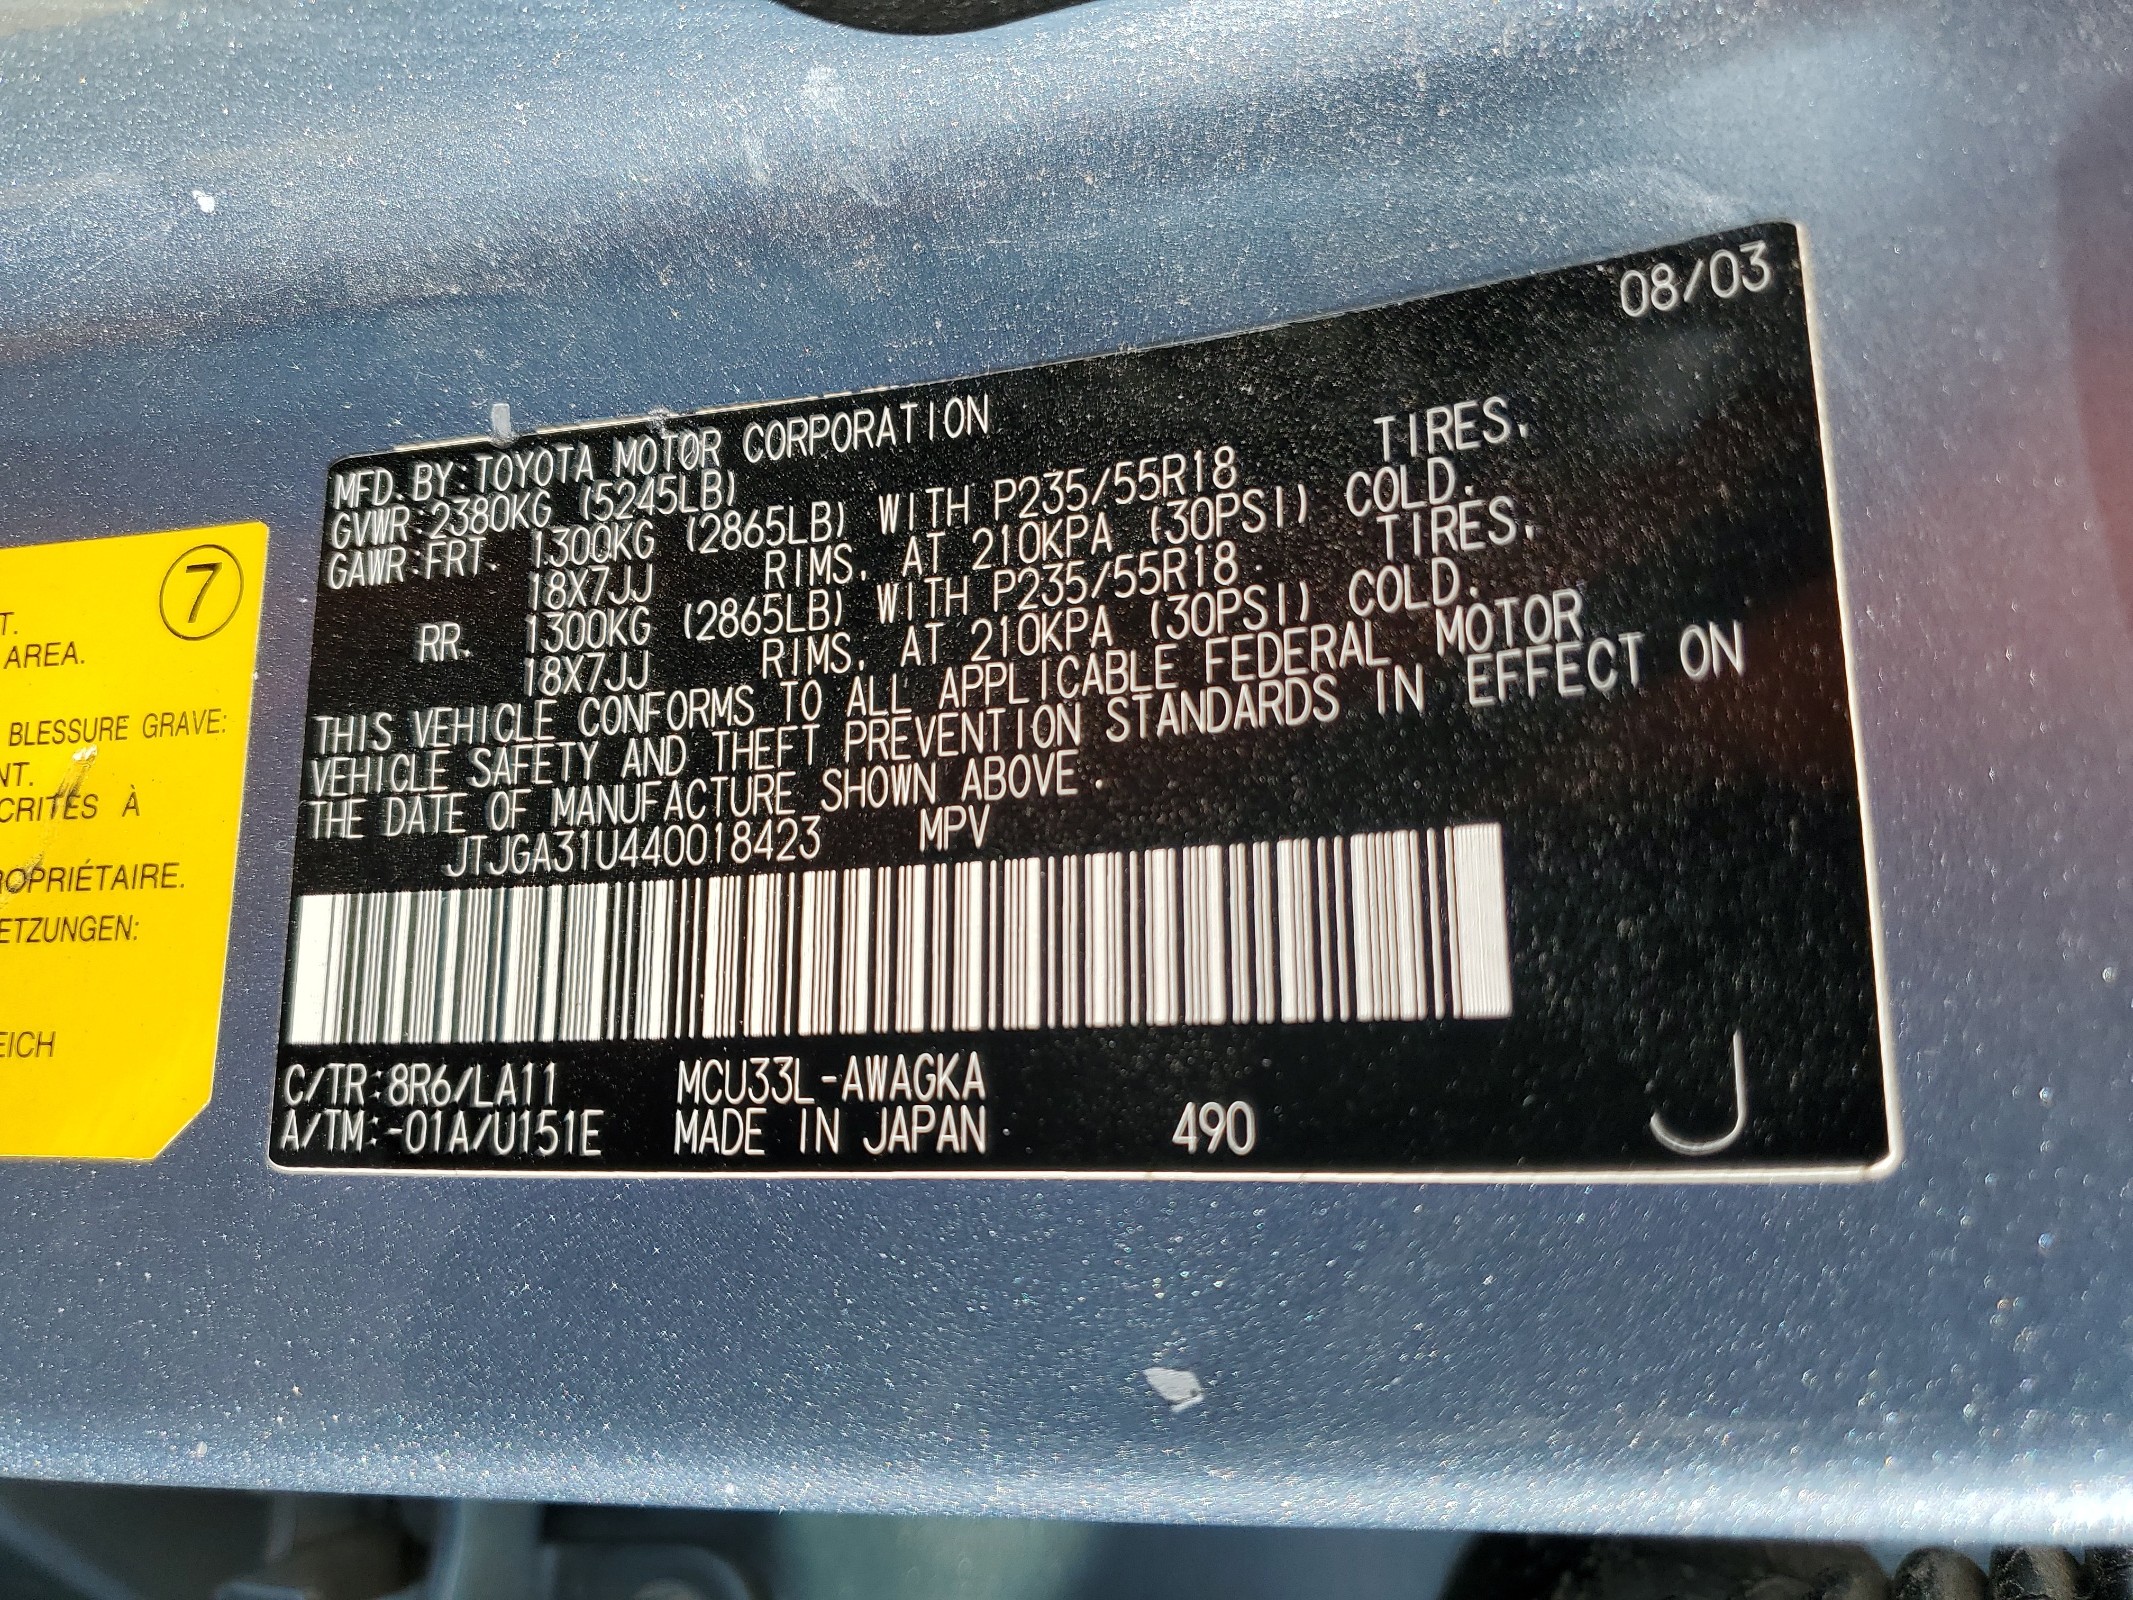 08/03
MFD. BY: TOYOTA MOTOR CORPORATION
GVWR: 2380KG (5245LB)
GAWR: FRT. 1300KG (2865LB) WITH P235/55R18 TIRES,
18X7JJ RIMS, AT 210KPA (30PSI) COLD.
RR. 1300KG (2865LB) WITH P235/55R18 TIRES,
18X7JJ RIMS, AT 210KPA (30PSI) COLD.
THIS VEHICLE CONFORMS TO ALL APPLICABLE FEDERAL MOTOR
VEHICLE SAFETY AND THEFT PREVENTION STANDARDS IN EFFECT ON
THE DATE OF MANUFACTURE SHOWN ABOVE.
JTJGA31U440018423 MPV
C/TR: 8R6/LA11 MCU33L-AWAGKA
A/TM: -01A/U151E MADE IN JAPAN 490 J
7
T.
AREA.
BLESSURE GRAVE:
NT.
CRITES À
OPRIÉTAIRE.
ETZUNGEN:
EICH